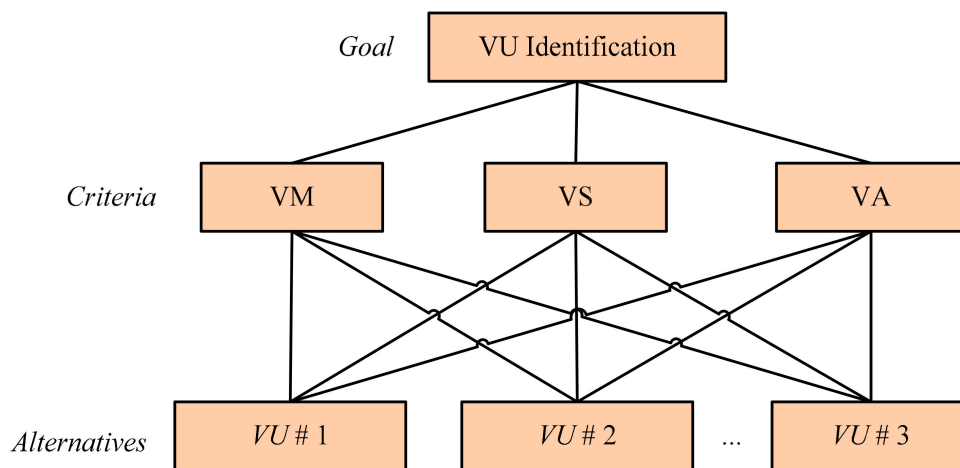 Goal VU Identification
Criteria VM VS VA
Alternatives VU # 1 VU # 2 ... VU # 3